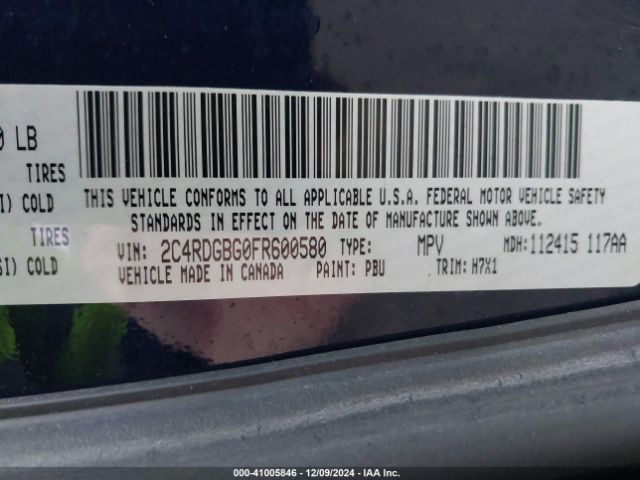 0 LB
TIRES
I) COLD
TIRES
SI) COLD
THIS VEHICLE CONFORMS TO ALL APPLICABLE U.S.A. FEDERAL MOTOR VEHICLE SAFETY
STANDARDS IN EFFECT ON THE DATE OF MANUFACTURE SHOWN ABOVE.
VIN: 2C4RDGBG0FR600580 TYPE: MPV MDH: 112415 117AA
VEHICLE MADE IN CANADA PAINT: PBU TRIM: H7X1
000-41005846 / 12/09/2024 - IAA Inc.